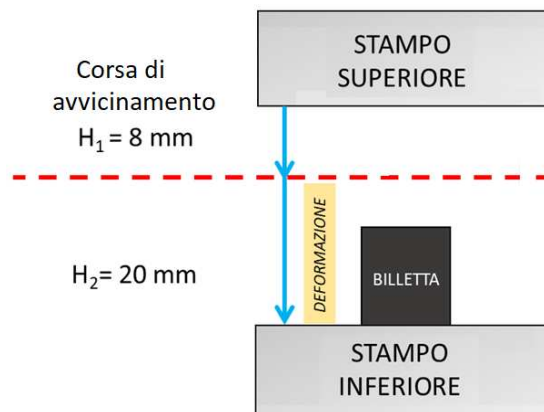 STAMPO
SUPERIORE
Corsa di
avvicinamento
H₁ = 8 mm
H₂= 20 mm
DEFORMAZIONE
BILLETTA
STAMPO
INFERIORE